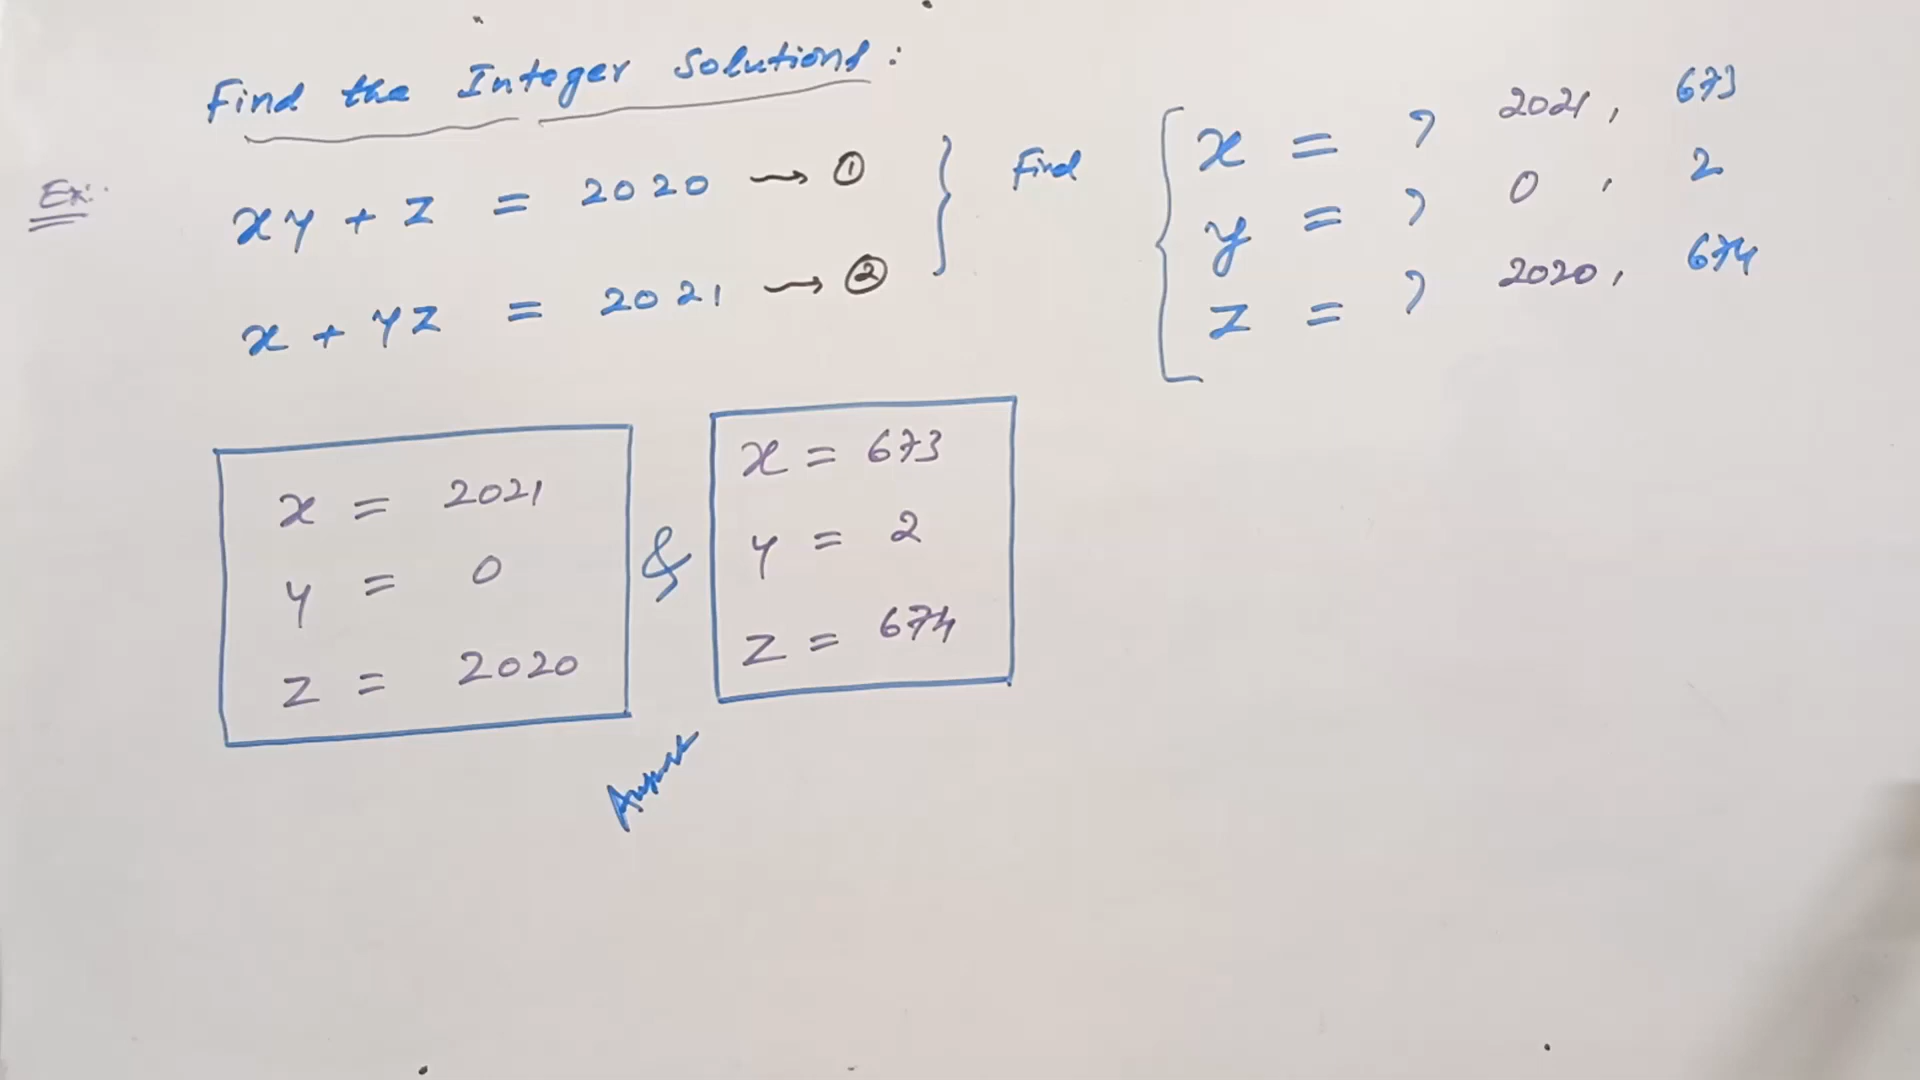 Find the Integer Solutions:
Ex:-
xy + z = 2020 → ①
x + yz = 2021 → ②
Find
x = ? 2021, 673
y = ? 0, 2
z = ? 2020, 674
x = 2021
y = 0
z = 2020
&
x = 673
y = 2
z = 674
Answer